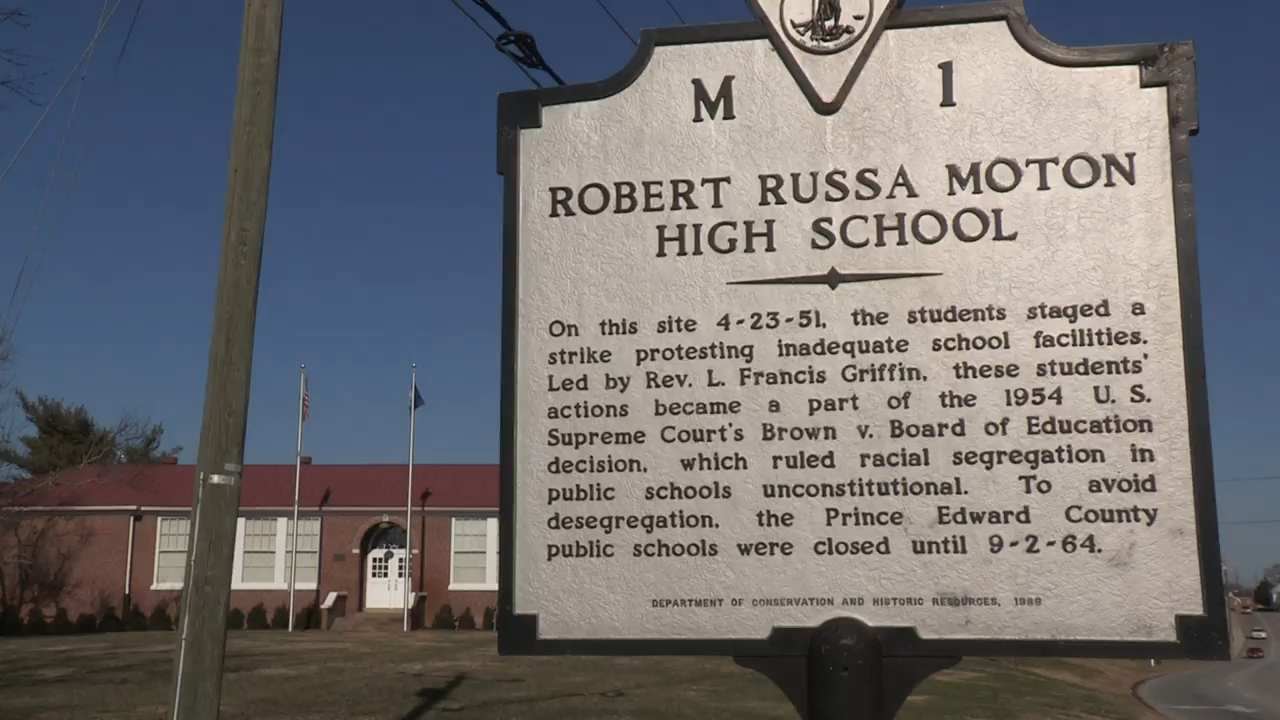 M 1
ROBERT RUSSA MOTON
HIGH SCHOOL
On this site 4-23-51, the students staged a
strike protesting inadequate school facilities.
Led by Rev. L. Francis Griffin, these students'
actions became a part of the 1954 U. S.
Supreme Court's Brown v. Board of Education
decision, which ruled racial segregation in
public schools unconstitutional. To avoid
desegregation, the Prince Edward County
public schools were closed until 9-2-64.
DEPARTMENT OF CONSERVATION AND HISTORIC RESOURCES,